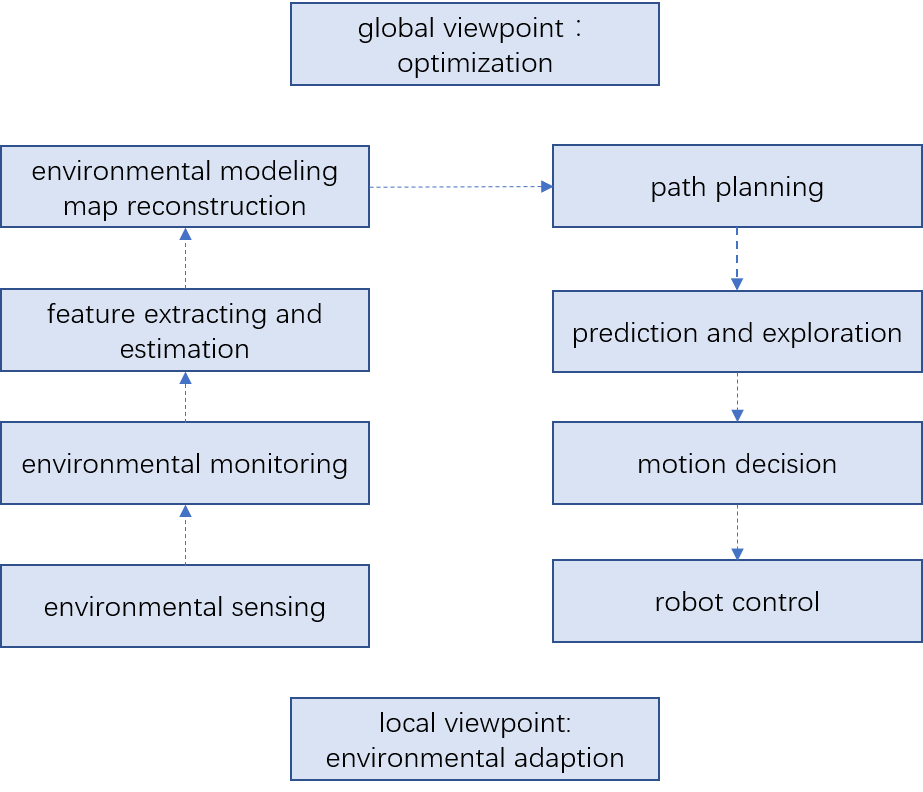 global viewpoint：
optimization
environmental modeling
map reconstruction
path planning
feature extracting and
estimation
prediction and exploration
environmental monitoring
motion decision
environmental sensing
robot control
local viewpoint:
environmental adaption